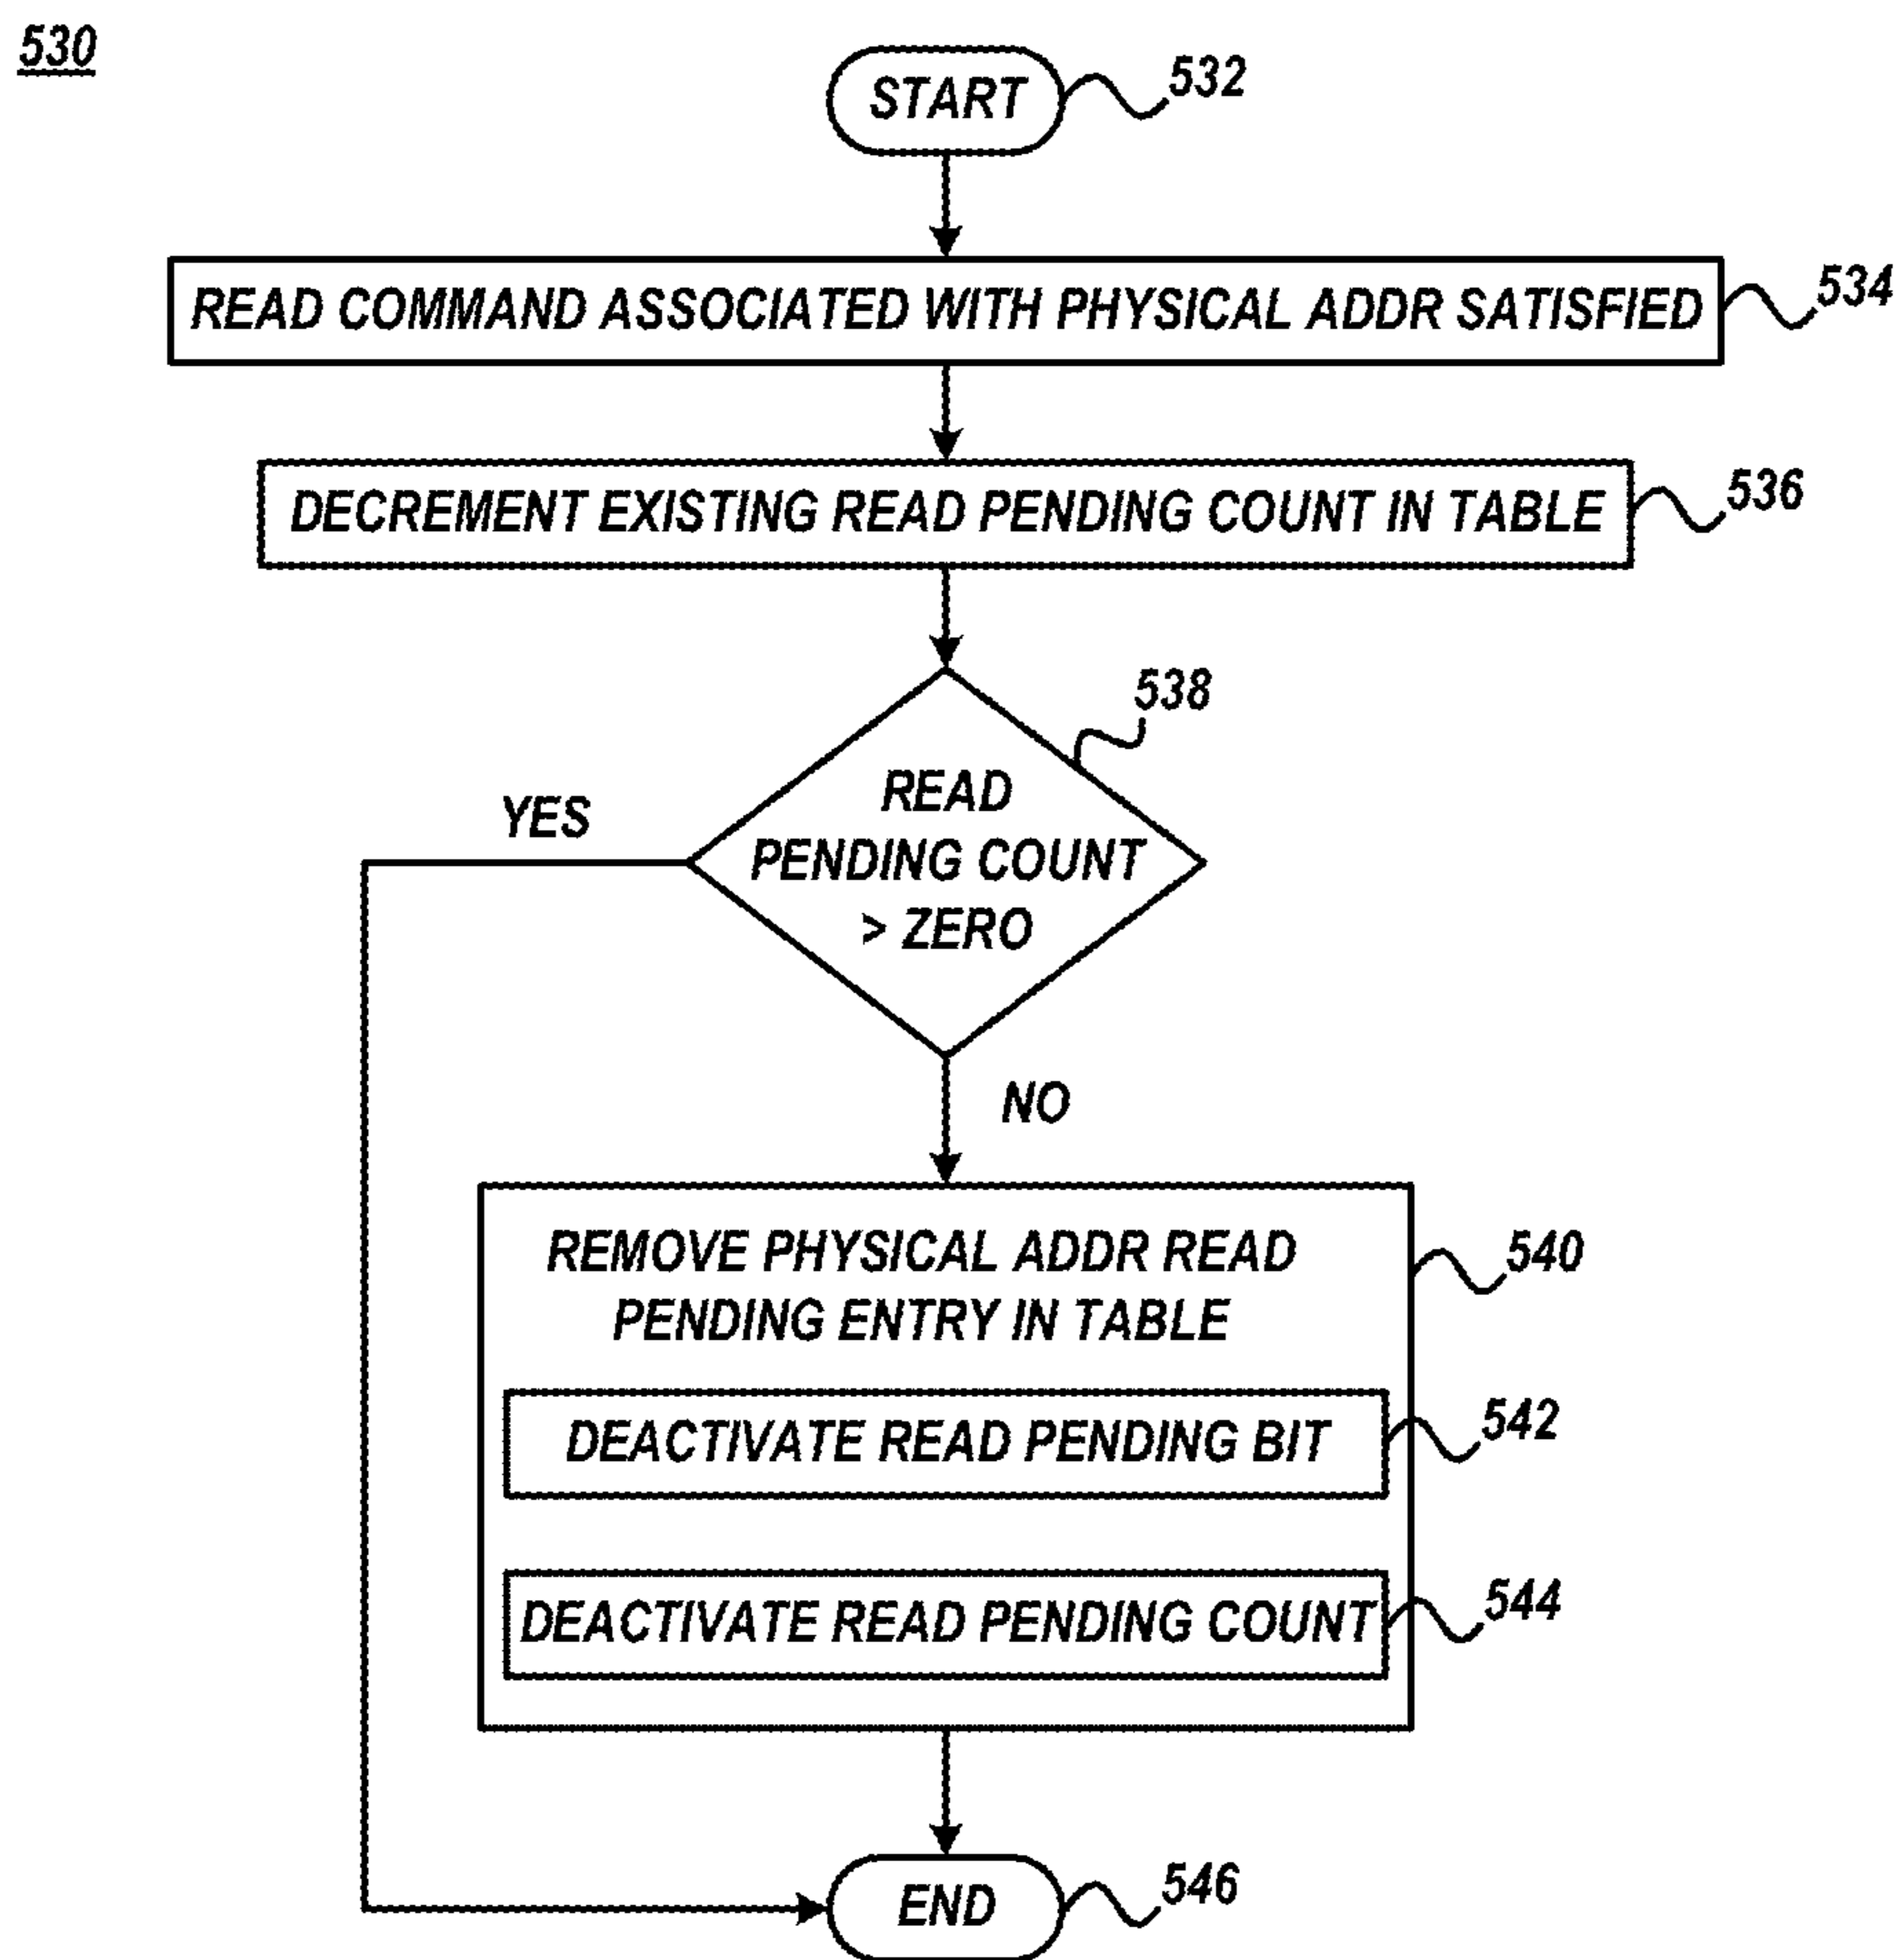 530
START
532
READ COMMAND ASSOCIATED WITH PHYSICAL ADDR SATISFIED
534
DECREMENT EXISTING READ PENDING COUNT IN TABLE
536
538
READ
PENDING COUNT
> ZERO
YES
NO
REMOVE PHYSICAL ADDR READ
PENDING ENTRY IN TABLE
540
DEACTIVATE READ PENDING BIT
542
DEACTIVATE READ PENDING COUNT
544
END
546